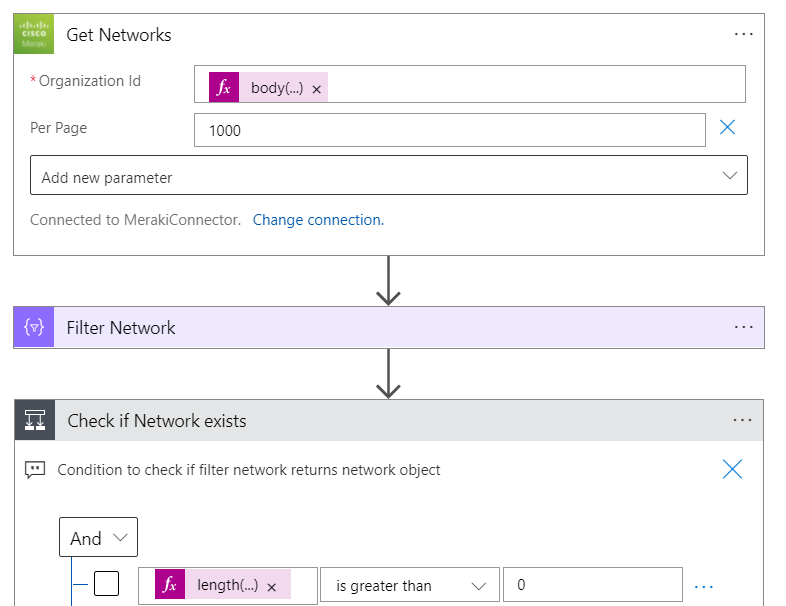 CISCO
Meraki
Get Networks
...
* Organization Id
fx body(...) ×
Per Page
1000
Add new parameter
Connected to MerakiConnector. Change connection.
{∇} Filter Network
...
Check if Network exists
...
Condition to check if filter network returns network object
And
fx length(...) ×
is greater than
0
...